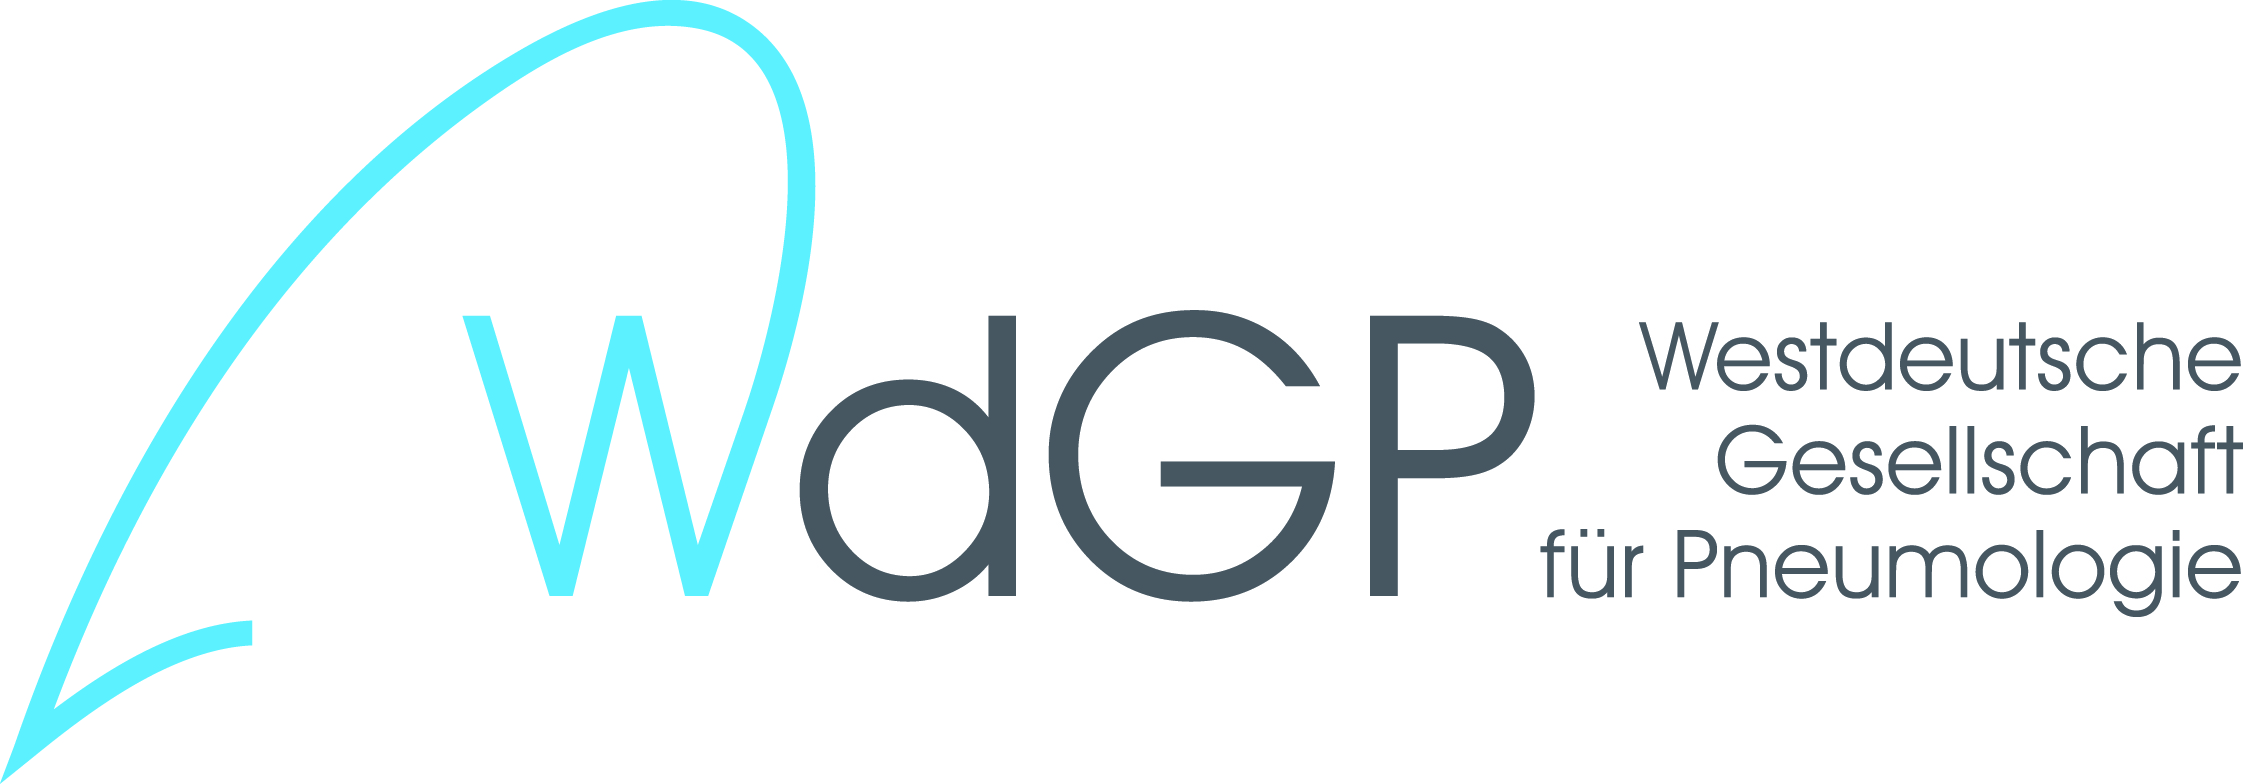 WdGP
Westdeutsche
Gesellschaft
für Pneumologie